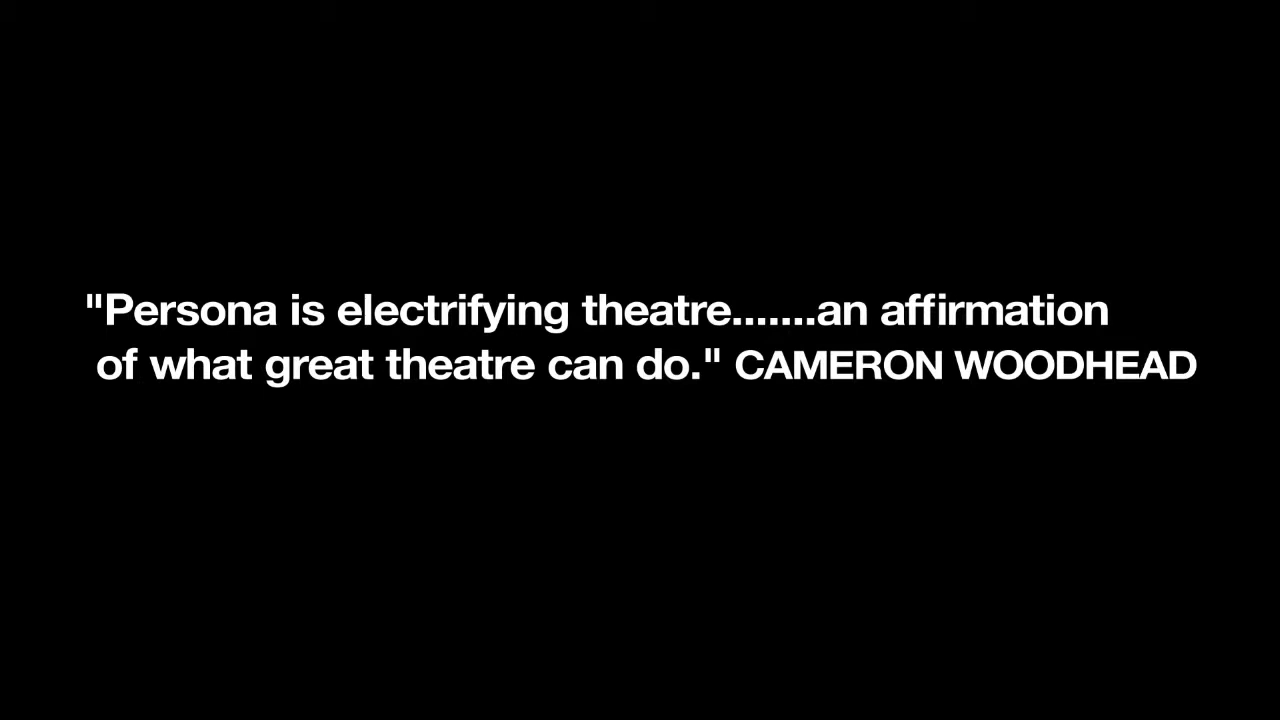 "Persona is electrifying theatre.......an affirmation
of what great theatre can do." CAMERON WOODHEAD